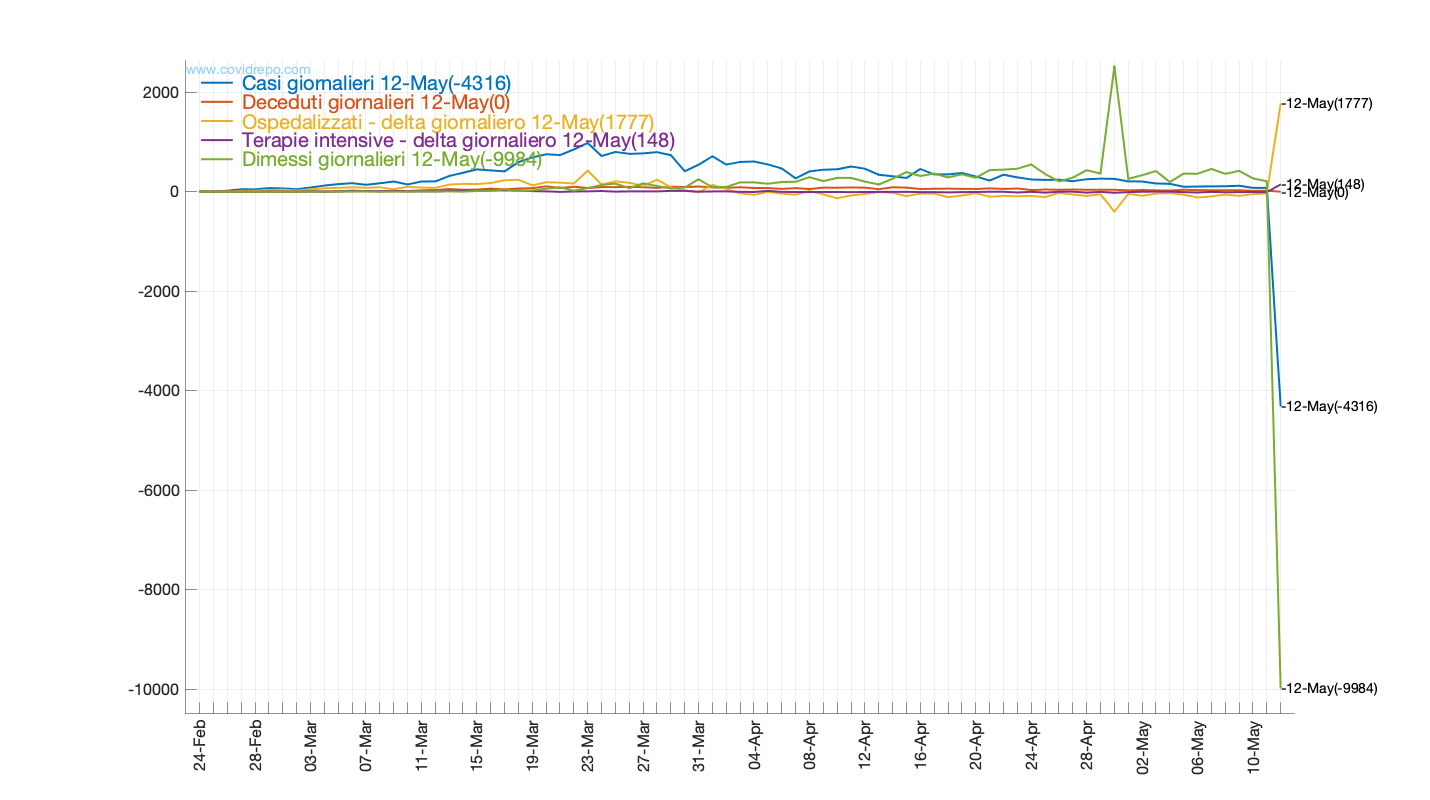 www.covidrepo.com
Casi giornalieri 12-May(-4316)
Deceduti giornalieri 12-May(0)
Ospedalizzati - delta giornaliero 12-May(1777)
Terapie intensive - delta giornaliero 12-May(148)
Dimessi giornalieri 12-May(-9984)
2000
0
-2000
-4000
-6000
-8000
-10000
-12-May(1777)
-12-May(148)
-12-May(0)
-12-May(-4316)
-12-May(-9984)
24-Feb
28-Feb
03-Mar
07-Mar
11-Mar
15-Mar
19-Mar
23-Mar
27-Mar
31-Mar
04-Apr
08-Apr
12-Apr
16-Apr
20-Apr
24-Apr
28-Apr
02-May
06-May
10-May